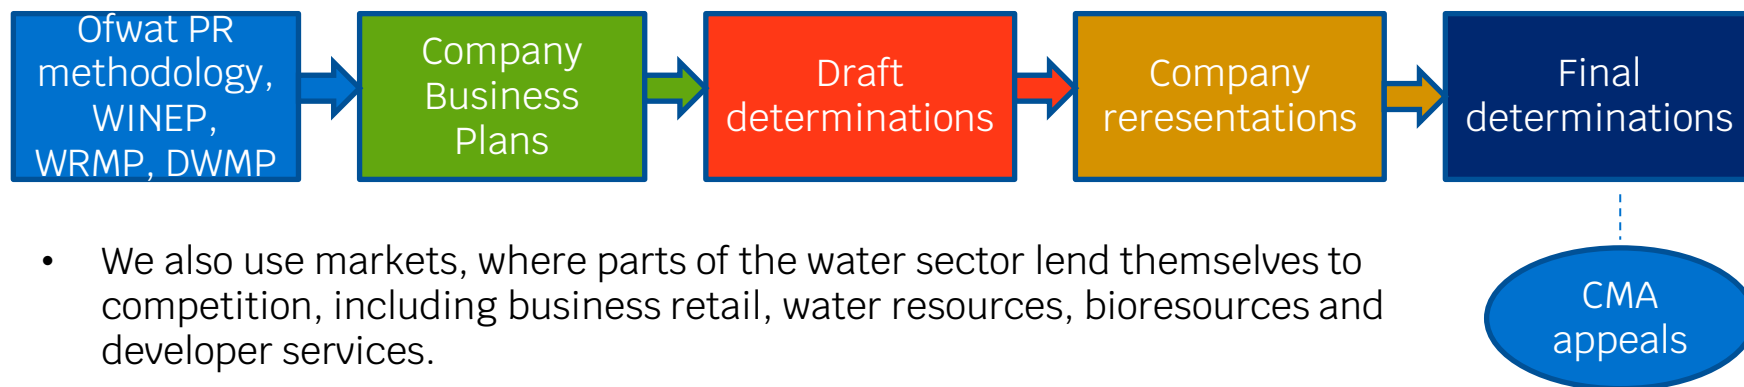 Ofwat PR
methodology,
WINEP,
WRMP, DWMP
Company
Business
Plans
Draft
determinations
Company
reresentations
Final
determinations
• We also use markets, where parts of the water sector lend themselves to
competition, including business retail, water resources, bioresources and
developer services.
CMA
appeals